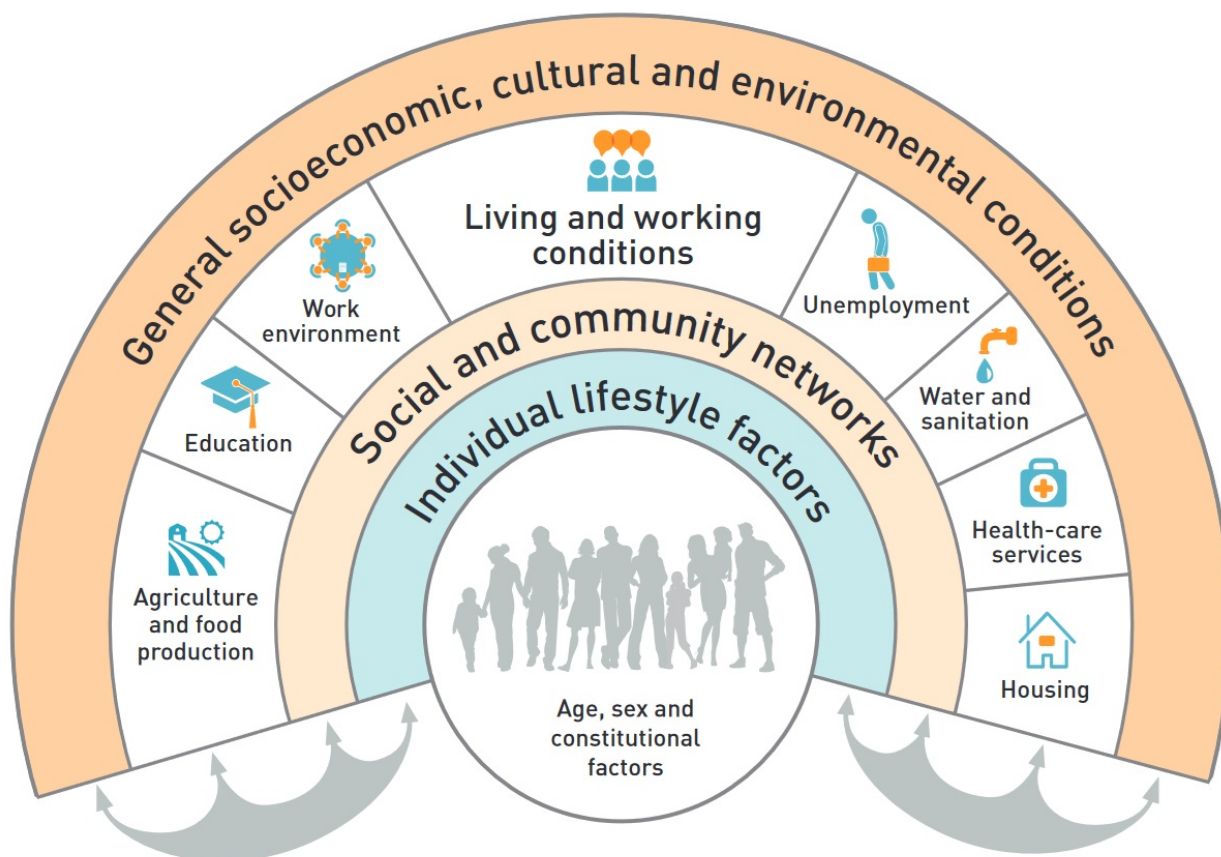 General socioeconomic, cultural and environmental conditions
Living and working
conditions
Work
environment
Unemployment
Education
Water and
sanitation
Agriculture
and food
production
Health-care
services
Housing
Social and community networks
Individual lifestyle factors
Age, sex and
constitutional
factors